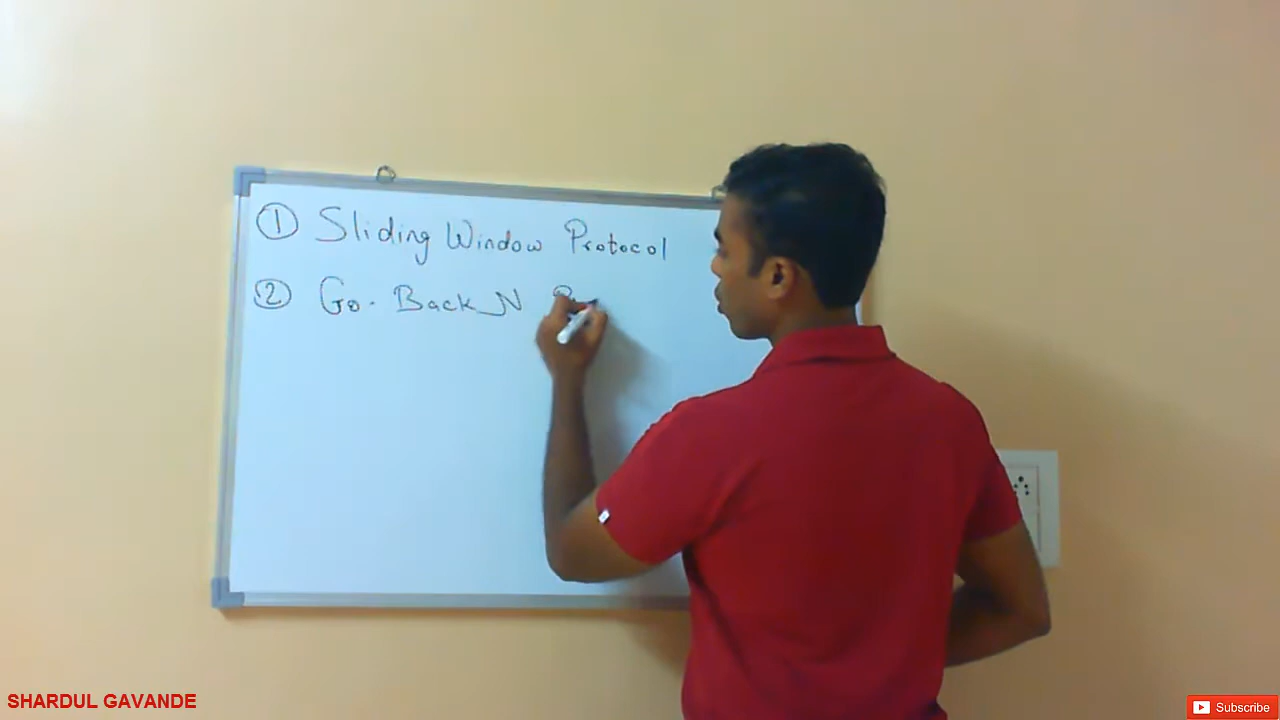 ① Sliding Window Protocol
② Go-Back N
SHARDUL GAVANDE
Subscribe